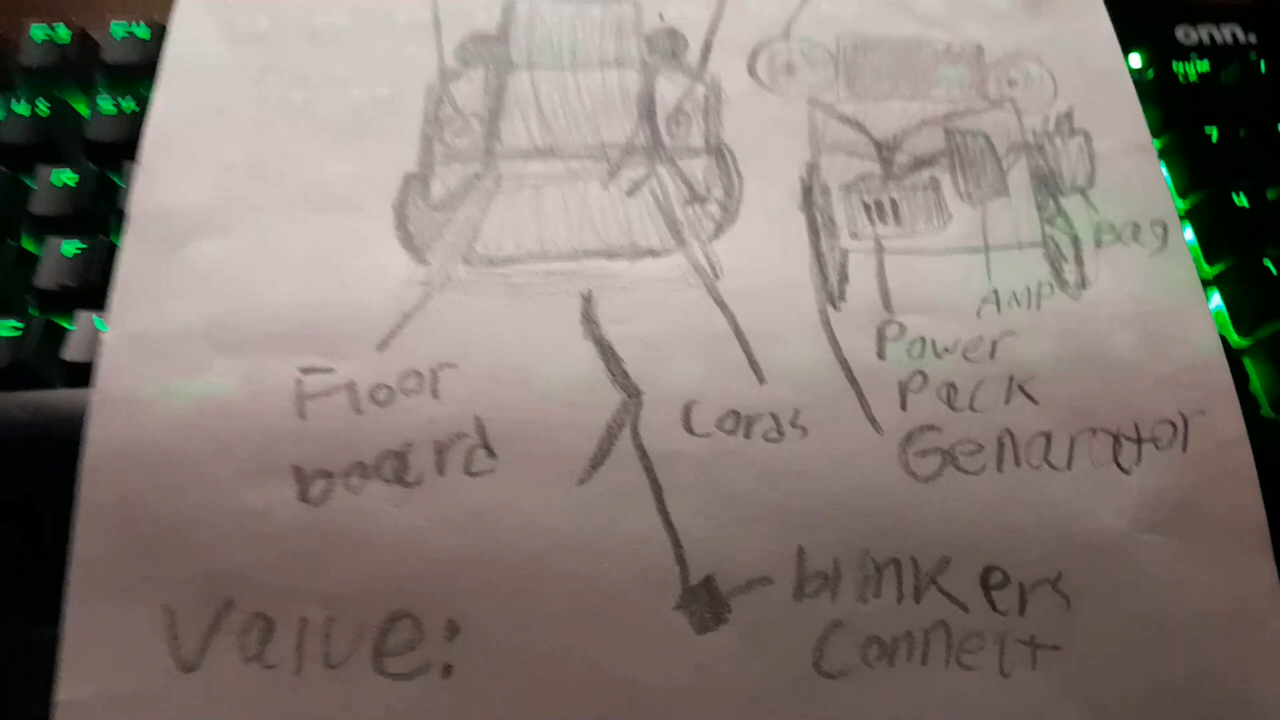 onn.
Bag
AMP
Power
Pack
Genarator
Floor
board
Cords
blinkers
Connect
Value: